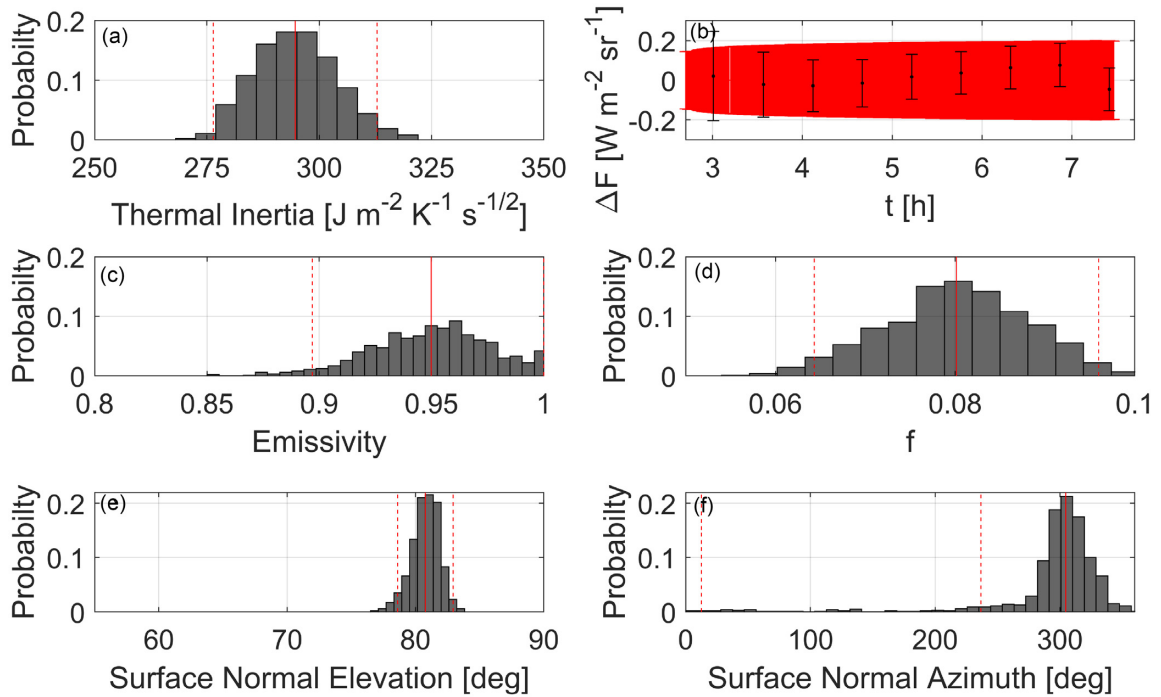 (a)
Probabilty
0.2
0.1
0
250
275
300
325
350
Thermal Inertia [J m⁻² K⁻¹ s⁻¹/²]
(b)
ΔF [W m⁻² sr⁻¹]
0.2
0
-0.2
3
4
5
6
7
t [h]
(c)
Probabilty
0.2
0.1
0
0.8
0.85
0.9
0.95
1
Emissivity
(d)
Probabilty
0.2
0.1
0
0.06
0.08
0.1
f
(e)
Probabilty
0.2
0.1
0
60
70
80
90
Surface Normal Elevation [deg]
(f)
Probabilty
0.2
0.1
0
0
100
200
300
Surface Normal Azimuth [deg]